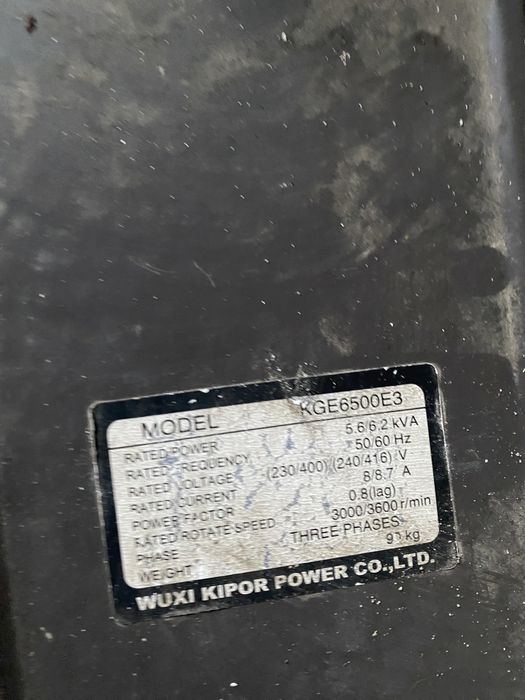 MODEL KGE6500E3
RATED POWER 5.6/6.2 kVA
RATED FREQUENCY 50/60 Hz
RATED VOLTAGE (230/400)/(240/416) V
RATED CURRENT 8/8.7 A
POWER FACTOR 0.8(lag)
RATED ROTATE SPEED 3000/3600 r/min
PHASE THREE PHASES
WEIGHT kg
WUXI KIPOR POWER CO.,LTD.